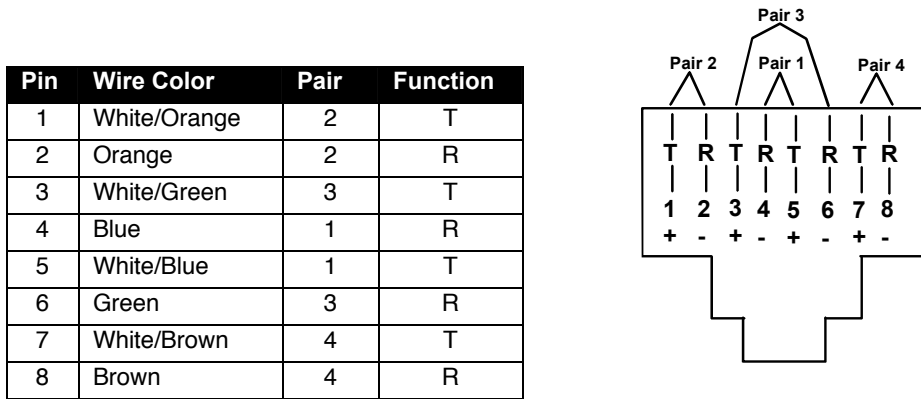 Pin Wire Color Pair Function
1 White/Orange 2 T
2 Orange 2 R
3 White/Green 3 T
4 Blue 1 R
5 White/Blue 1 T
6 Green 3 R
7 White/Brown 4 T
8 Brown 4 R
Pair 3
Pair 2 Pair 1 Pair 4
T R T R T R T R
1 2 3 4 5 6 7 8
+ - + - + - + -